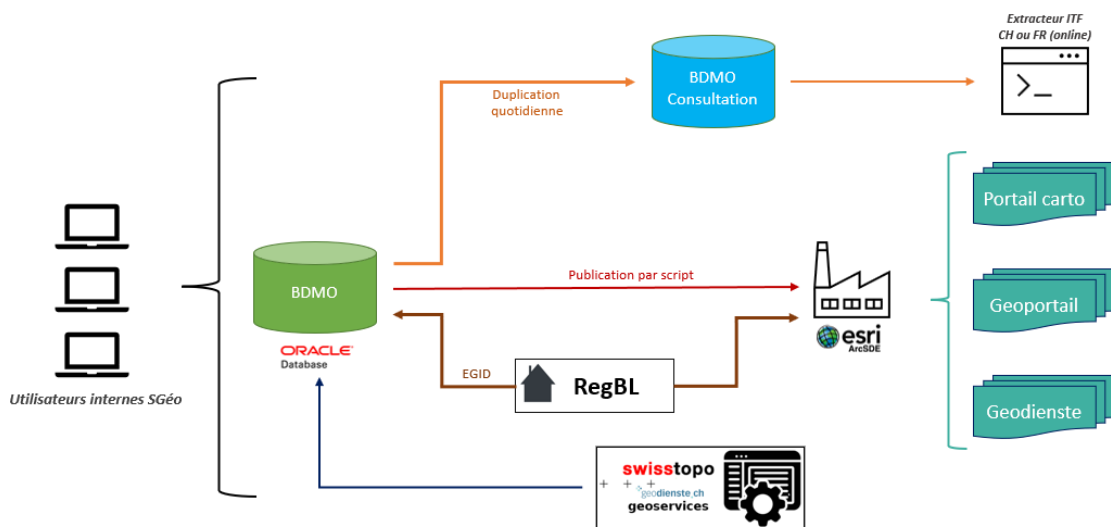 Extracteur ITF
CH ou FR (online)
>_
BDMO
Consultation
Duplication
quotidienne
Portail carto
Publication par script
BDMO
Geoportail
ORACLE®
Database
esri
ArcSDE
EGID
RegBL
Utilisateurs internes SGéo
Geodienste
swisstopo
geodienste.ch
geoservices